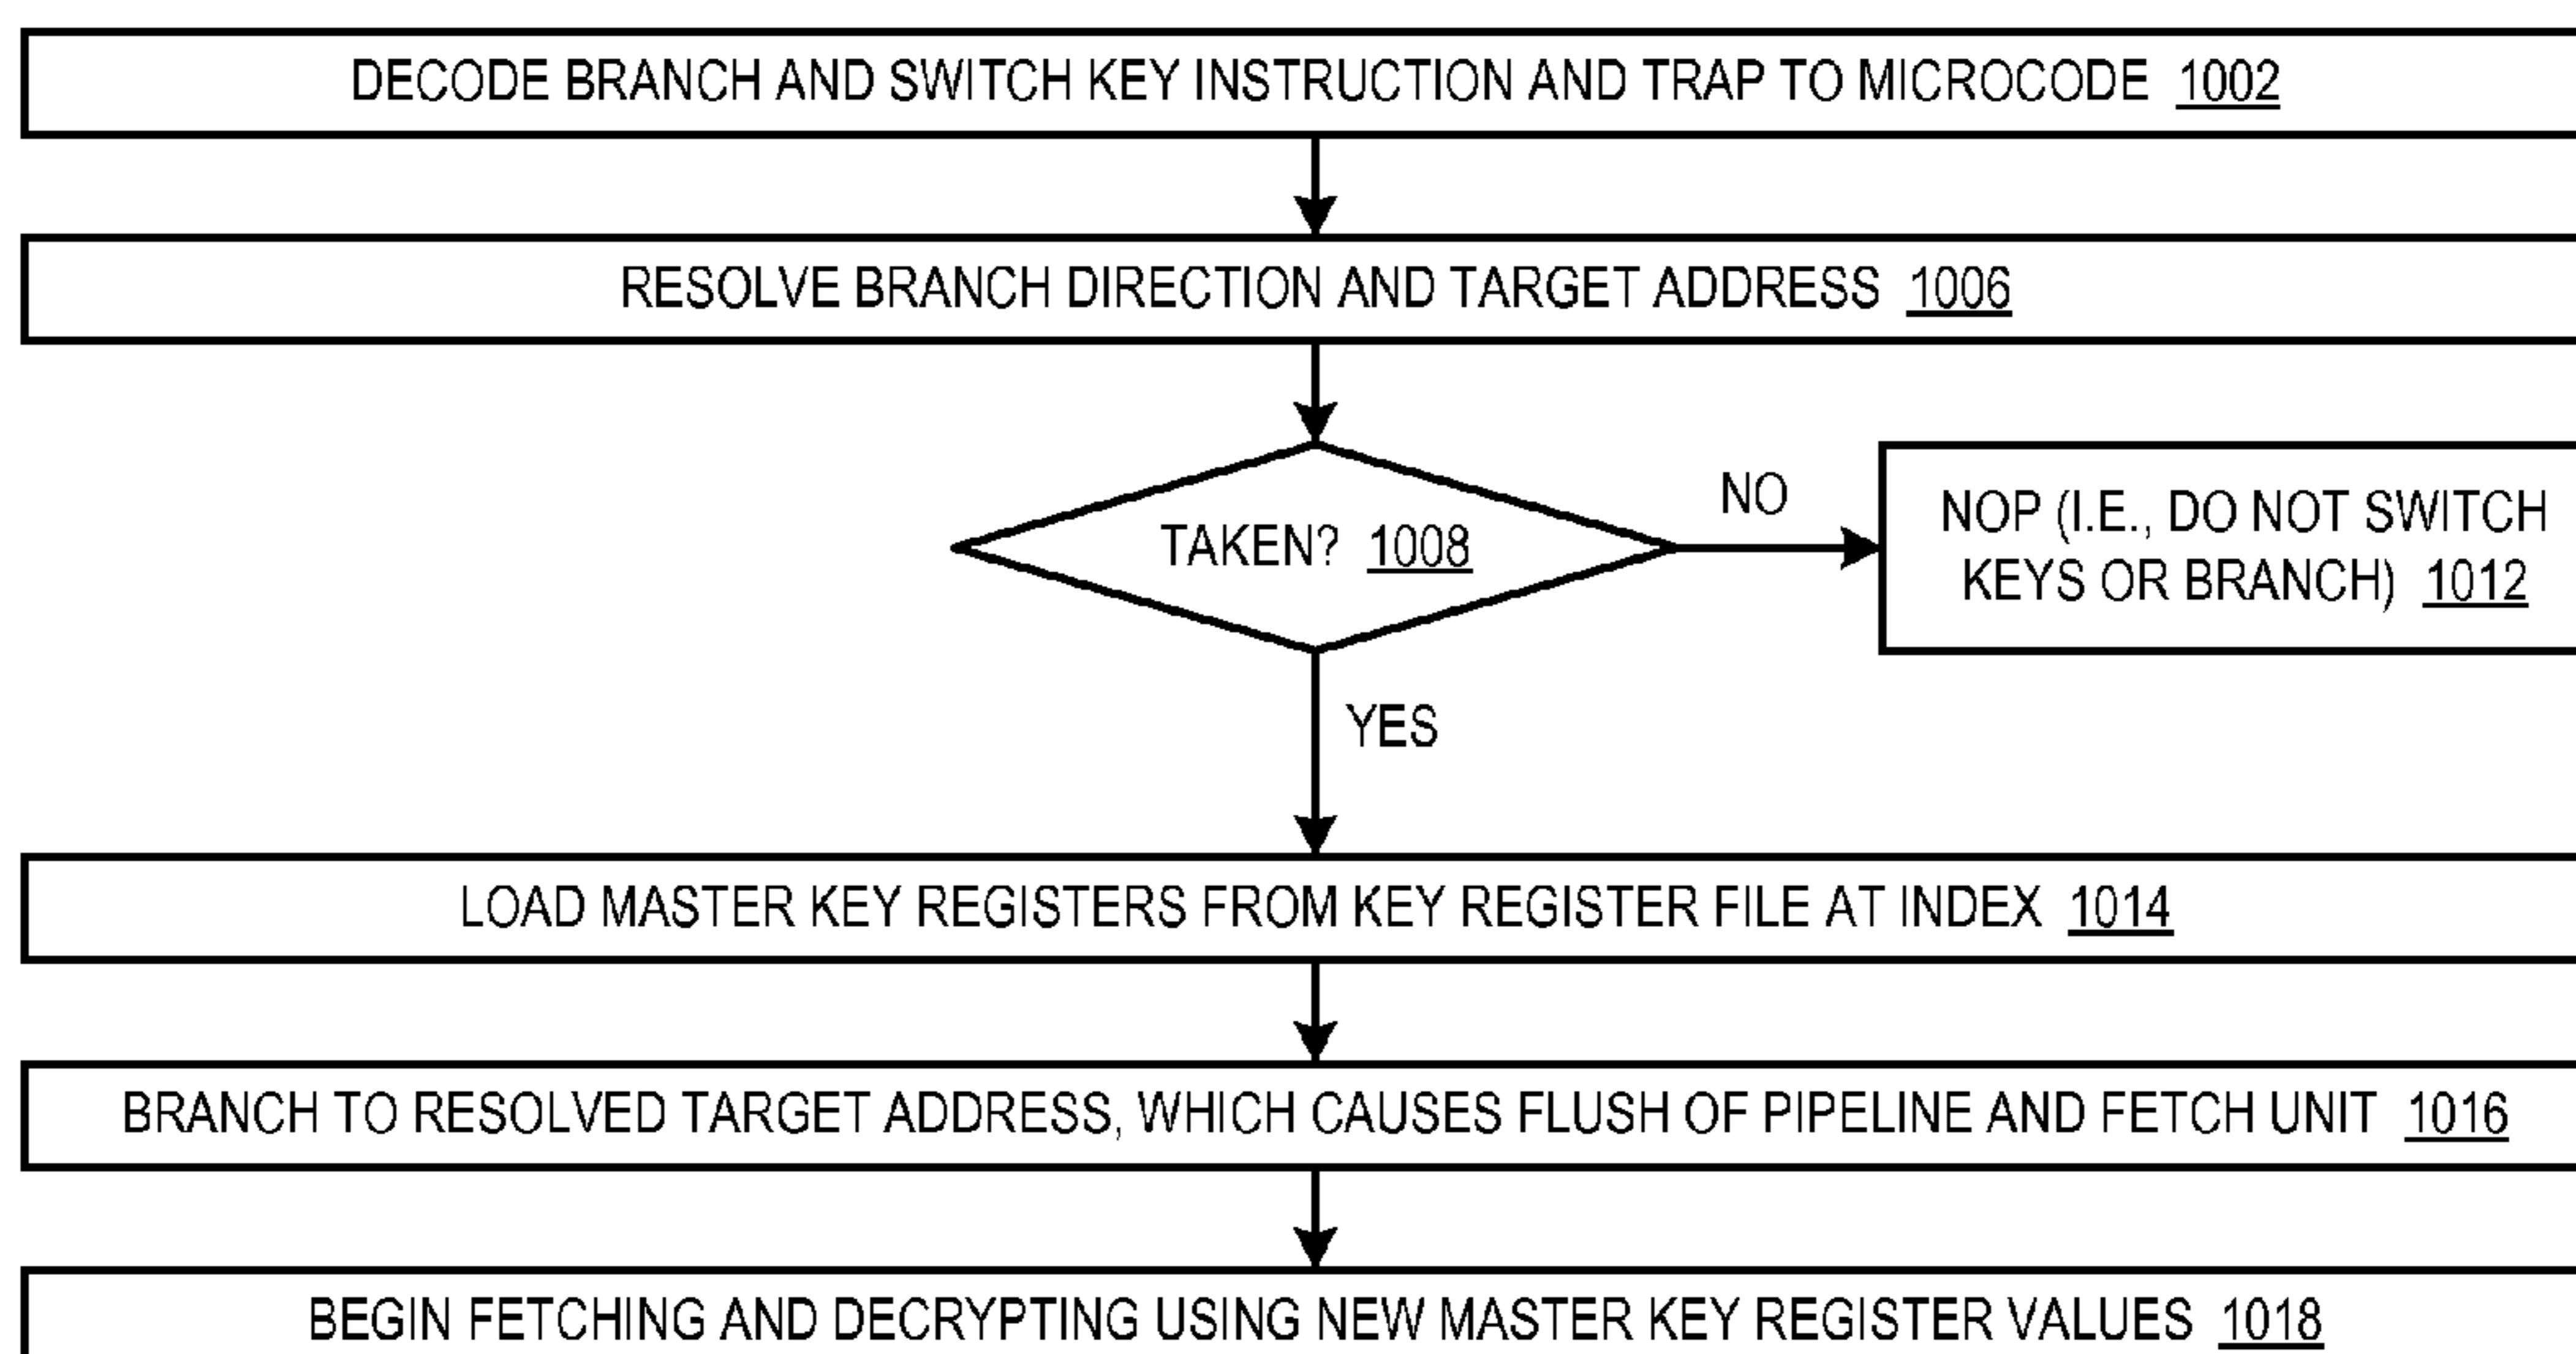 DECODE BRANCH AND SWITCH KEY INSTRUCTION AND TRAP TO MICROCODE 1002
RESOLVE BRANCH DIRECTION AND TARGET ADDRESS 1006
TAKEN? 1008
NO
NOP (I.E., DO NOT SWITCH
KEYS OR BRANCH) 1012
YES
LOAD MASTER KEY REGISTERS FROM KEY REGISTER FILE AT INDEX 1014
BRANCH TO RESOLVED TARGET ADDRESS, WHICH CAUSES FLUSH OF PIPELINE AND FETCH UNIT 1016
BEGIN FETCHING AND DECRYPTING USING NEW MASTER KEY REGISTER VALUES 1018